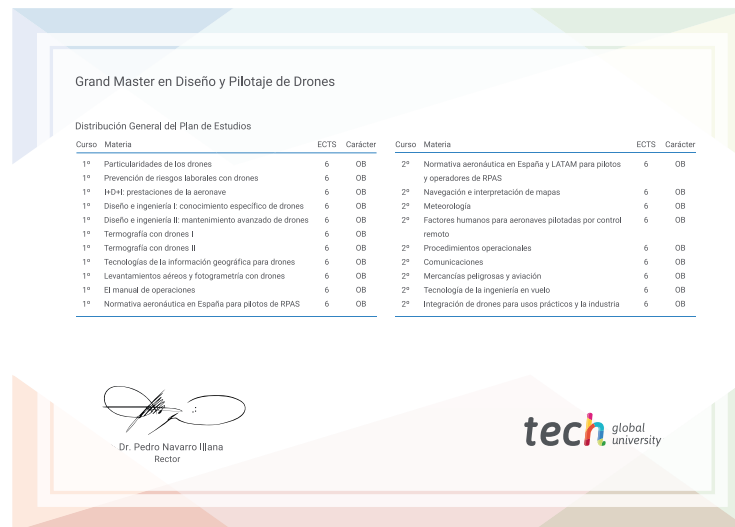 Grand Master en Diseño y Pilotaje de Drones
Distribución General del Plan de Estudios
Curso Materia ECTS Carácter
1º Particularidades de los drones 6 OB
1º Prevención de riesgos laborales con drones 6 OB
1º I+D+I: prestaciones de la aeronave 6 OB
1º Diseño e ingeniería I: conocimiento específico de drones 6 OB
1º Diseño e ingeniería II: mantenimiento avanzado de drones 6 OB
1º Termografía con drones I 6 OB
1º Termografía con drones II 6 OB
1º Tecnologías de la información geográfica para drones 6 OB
1º Levantamientos aéreos y fotogrametría con drones 6 OB
1º El manual de operaciones 6 OB
1º Normativa aeronáutica en España para pilotos de RPAS 6 OB
Curso Materia ECTS Carácter
2º Normativa aeronáutica en España y LATAM para pilotos 6 OB
y operadores de RPAS
2º Navegación e interpretación de mapas 6 OB
2º Meteorología 6 OB
2º Factores humanos para aeronaves pilotadas por control 6 OB
remoto
2º Procedimientos operacionales 6 OB
2º Comunicaciones 6 OB
2º Mercancías peligrosas y aviación 6 OB
2º Tecnología de la ingeniería en vuelo 6 OB
2º Integración de drones para usos prácticos y la industria 6 OB
Dr. Pedro Navarro Illana
Rector
tech global
university